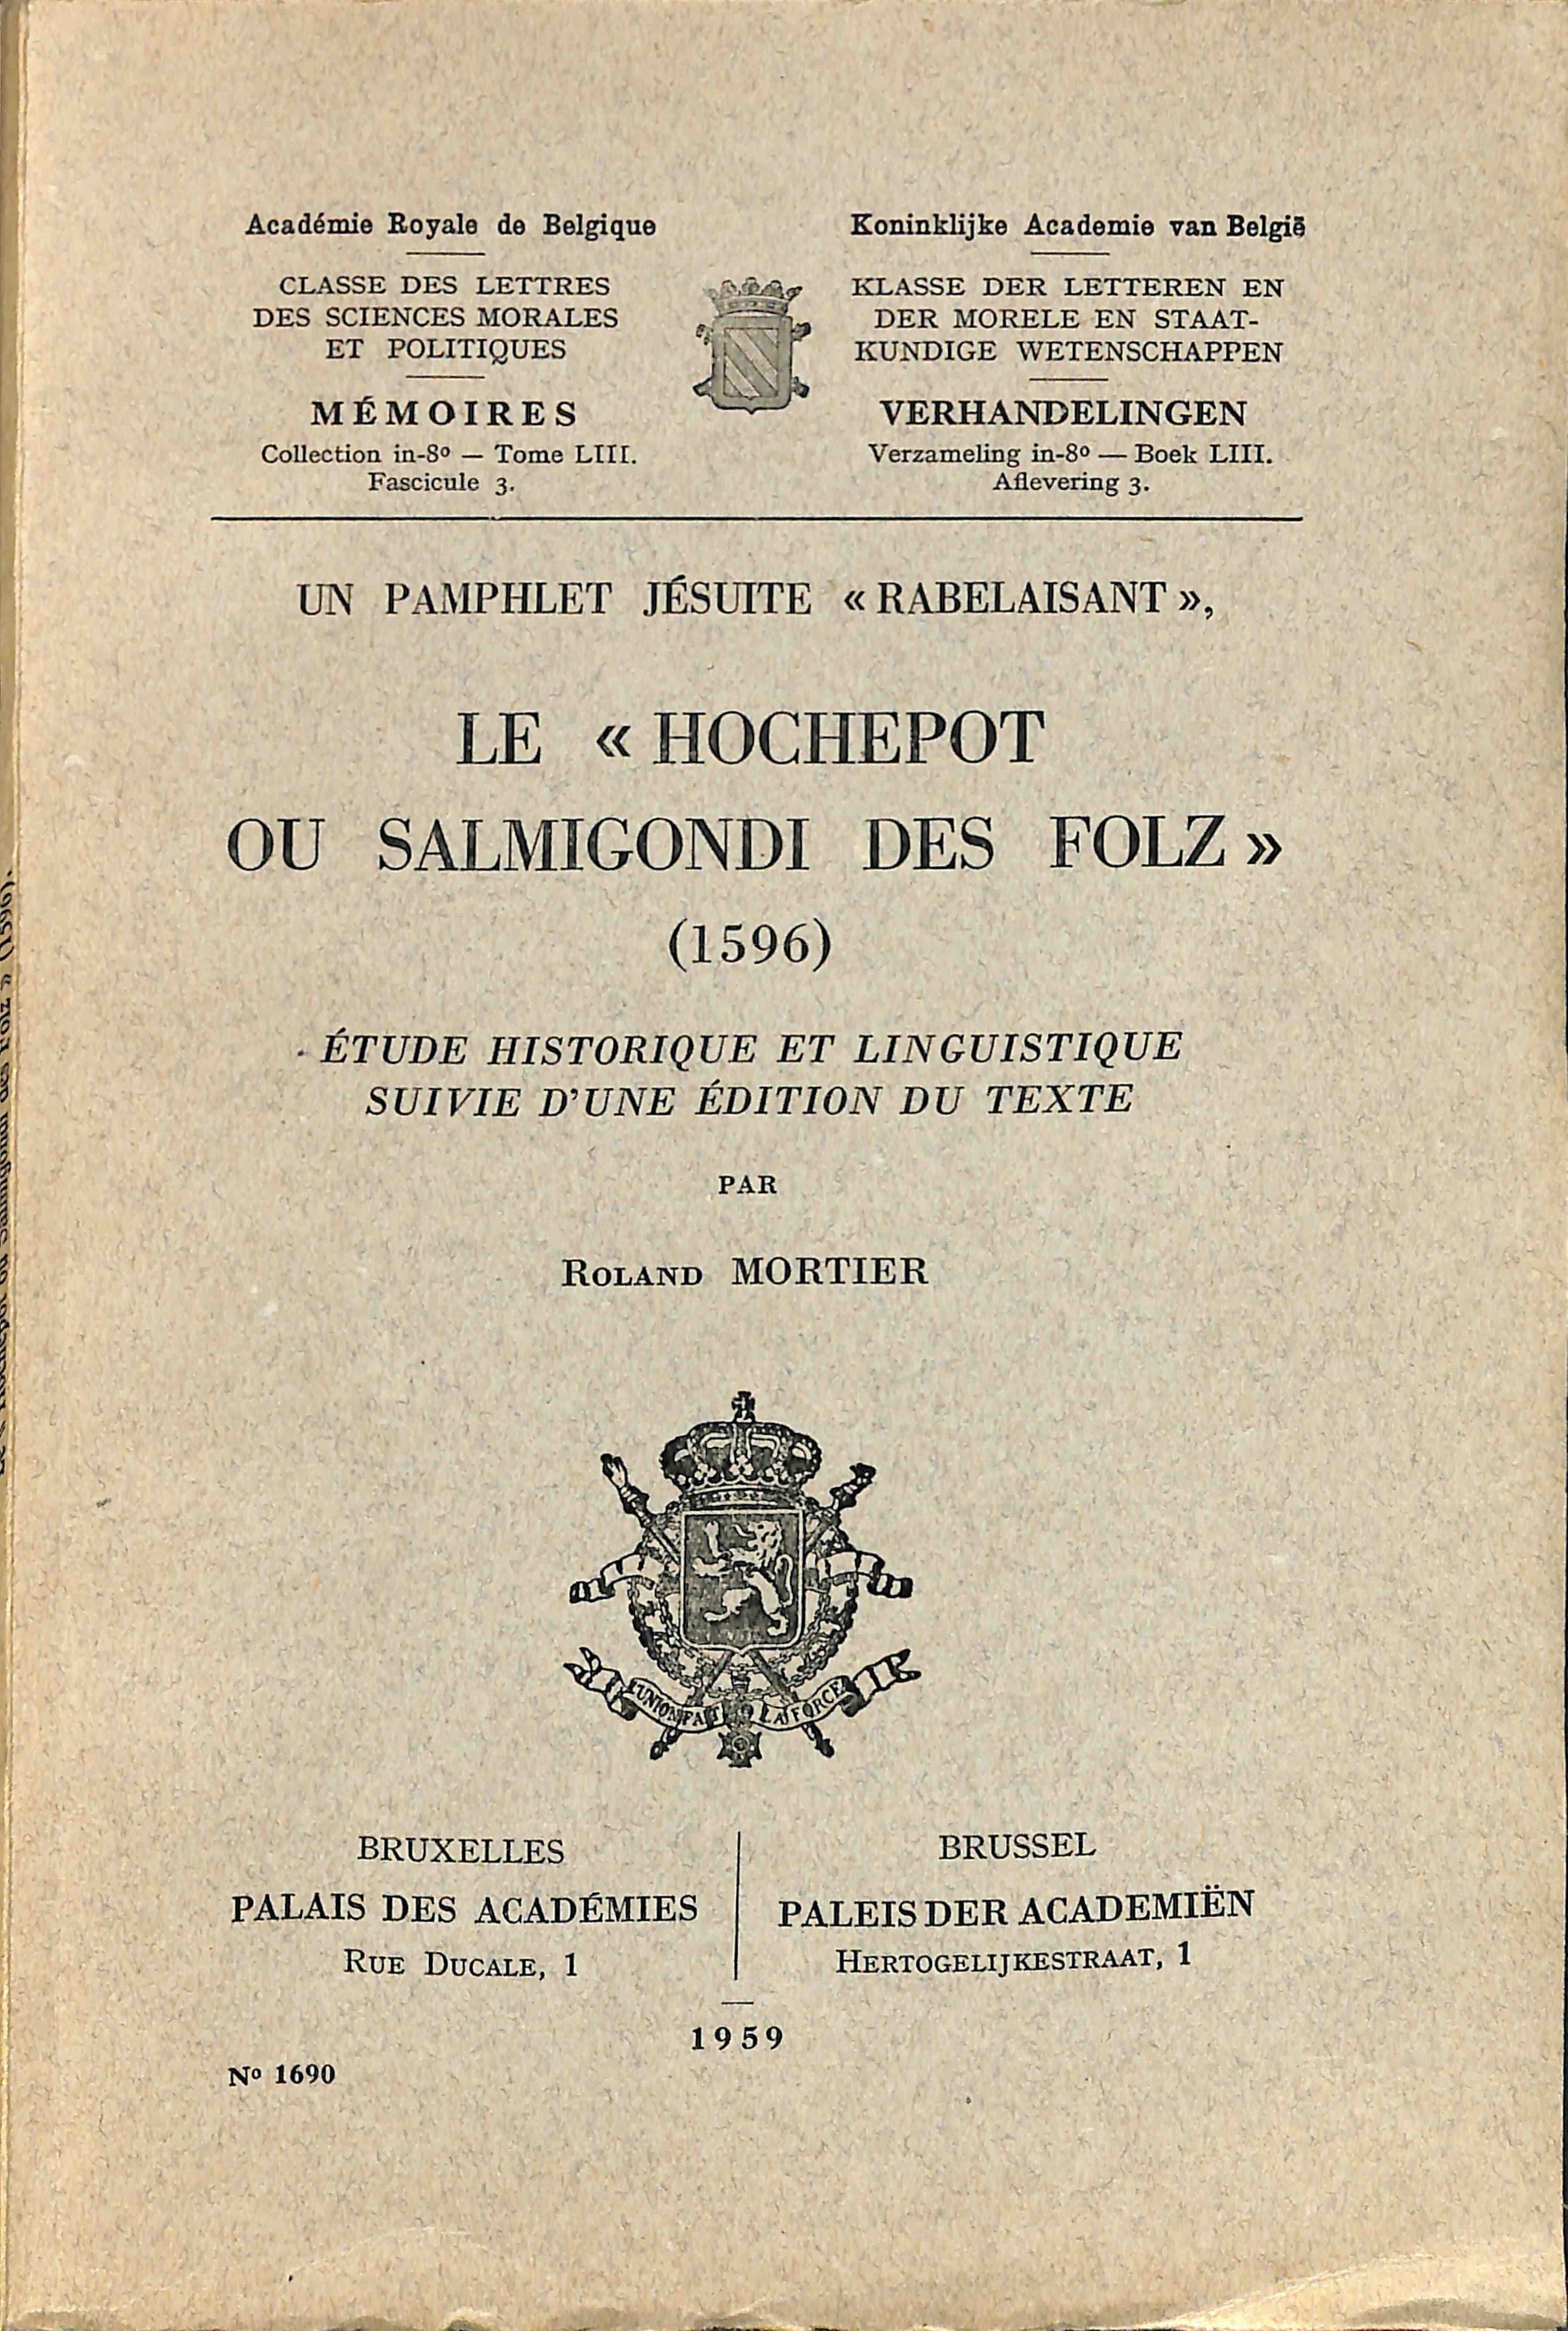 Académie Royale de Belgique
CLASSE DES LETTRES
DES SCIENCES MORALES
ET POLITIQUES
MÉMOIRES
Collection in-8º — Tome LIII.
Fascicule 3.
Koninklijke Academie van België
KLASSE DER LETTEREN EN
DER MORELE EN STAAT-
KUNDIGE WETENSCHAPPEN
VERHANDELINGEN
Verzameling in-8º — Boek LIII.
Aflevering 3.
UN PAMPHLET JÉSUITE « RABELAISANT »,
LE « HOCHEPOT
OU SALMIGONDI DES FOLZ »
(1596)
ÉTUDE HISTORIQUE ET LINGUISTIQUE
SUIVIE D'UNE ÉDITION DU TEXTE
PAR
ROLAND MORTIER
L'UNION FAIT LA FORCE
BRUXELLES
PALAIS DES ACADÉMIES
RUE DUCALE, 1
BRUSSEL
PALEIS DER ACADEMIËN
HERTOGELIJKESTRAAT, 1
1959
Nº 1690